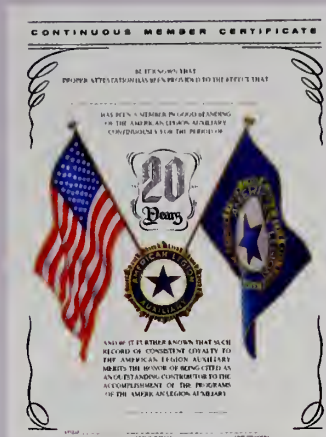 CONTINUOUS MEMBER CERTIFICATE
BE IT KNOWN THAT
PROPER ATTESTATION HAS BEEN PROVIDED TO THE EFFECT THAT
HAS BEEN A MEMBER IN GOOD STANDING
OF THE AMERICAN LEGION AUXILIARY
CONTINUOUSLY FOR THE PERIOD OF
20
Years
AMERICAN LEGION
AUXILIARY
AND BE IT FURTHER KNOWN THAT SUCH
RECORD OF CONSISTENT LOYALTY TO
THE AMERICAN LEGION AUXILIARY
MERITS THE HONOR OF BEING CITED AS
AN OUTSTANDING CONTRIBUTOR TO THE
ACCOMPLISHMENT OF THE PROGRAMS
OF THE AMERICAN LEGION AUXILIARY